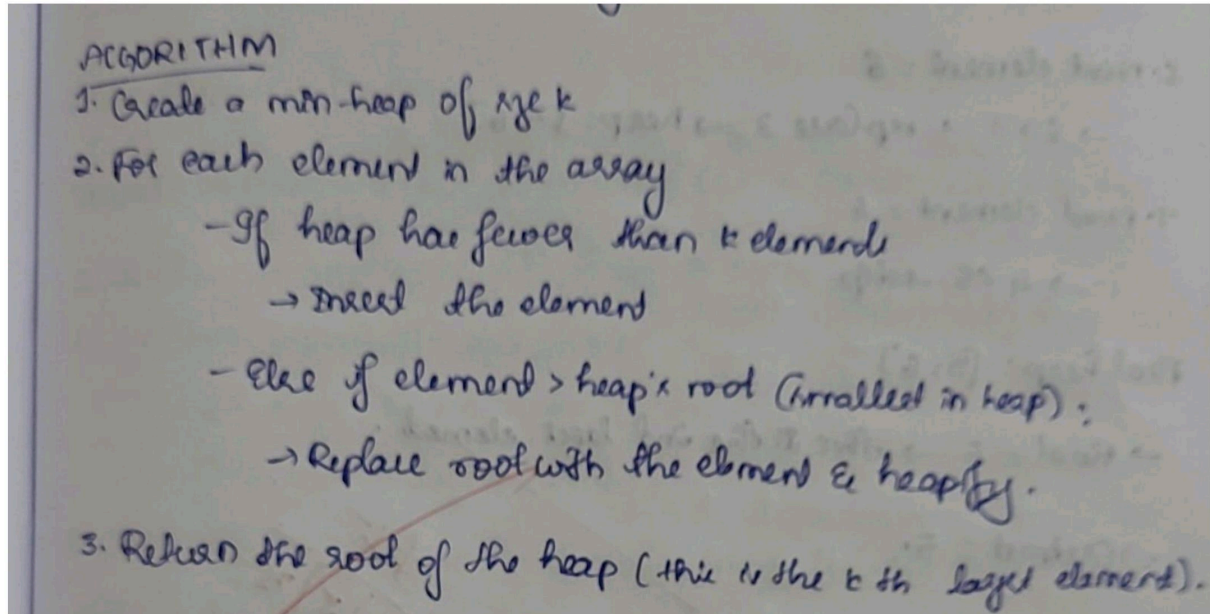 ALGORITHM
1. Create a min-heap of size k
2. For each element in the array
- If heap has fewer than k elements
→ Insert the element
- Else if element > heap's root (smallest in heap):
→ Replace root with the element & heapify.
3. Return the root of the heap (this is the k th largest element).